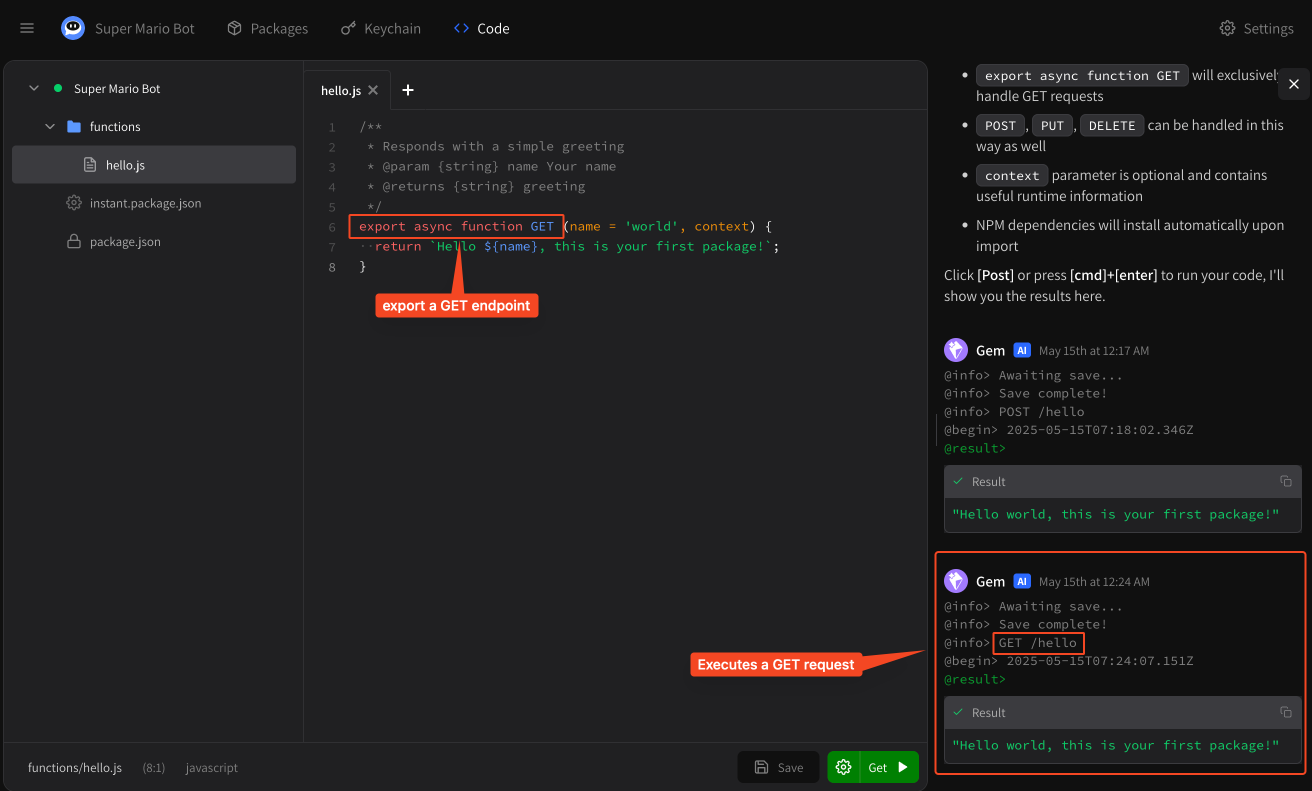 Super Mario Bot
Packages
Keychain
<> Code
Settings
Super Mario Bot
functions
hello.js
instant.package.json
package.json
hello.js
1 /**
2  * Responds with a simple greeting
3  * @param {string} name Your name
4  * @returns {string} greeting
5  */
6 export async function GET (name = 'world', context) {
7 ··return `Hello ${name}, this is your first package!`;
8 }
export a GET endpoint
Executes a GET request
functions/hello.js (8:1) javascript
Save
Get
• export async function GET will exclusively
handle GET requests
• POST, PUT, DELETE can be handled in this
way as well
• context parameter is optional and contains
useful runtime information
• NPM dependencies will install automatically upon
import
Click [Post] or press [cmd]+[enter] to run your code, I'll
show you the results here.
Gem AI May 15th at 12:17 AM
@info> Awaiting save...
@info> Save complete!
@info> POST /hello
@begin> 2025-05-15T07:18:02.346Z
@result>
Result
"Hello world, this is your first package!"
Gem AI May 15th at 12:24 AM
@info> Awaiting save...
@info> Save complete!
@info> GET /hello
@begin> 2025-05-15T07:24:07.151Z
@result>
Result
"Hello world, this is your first package!"